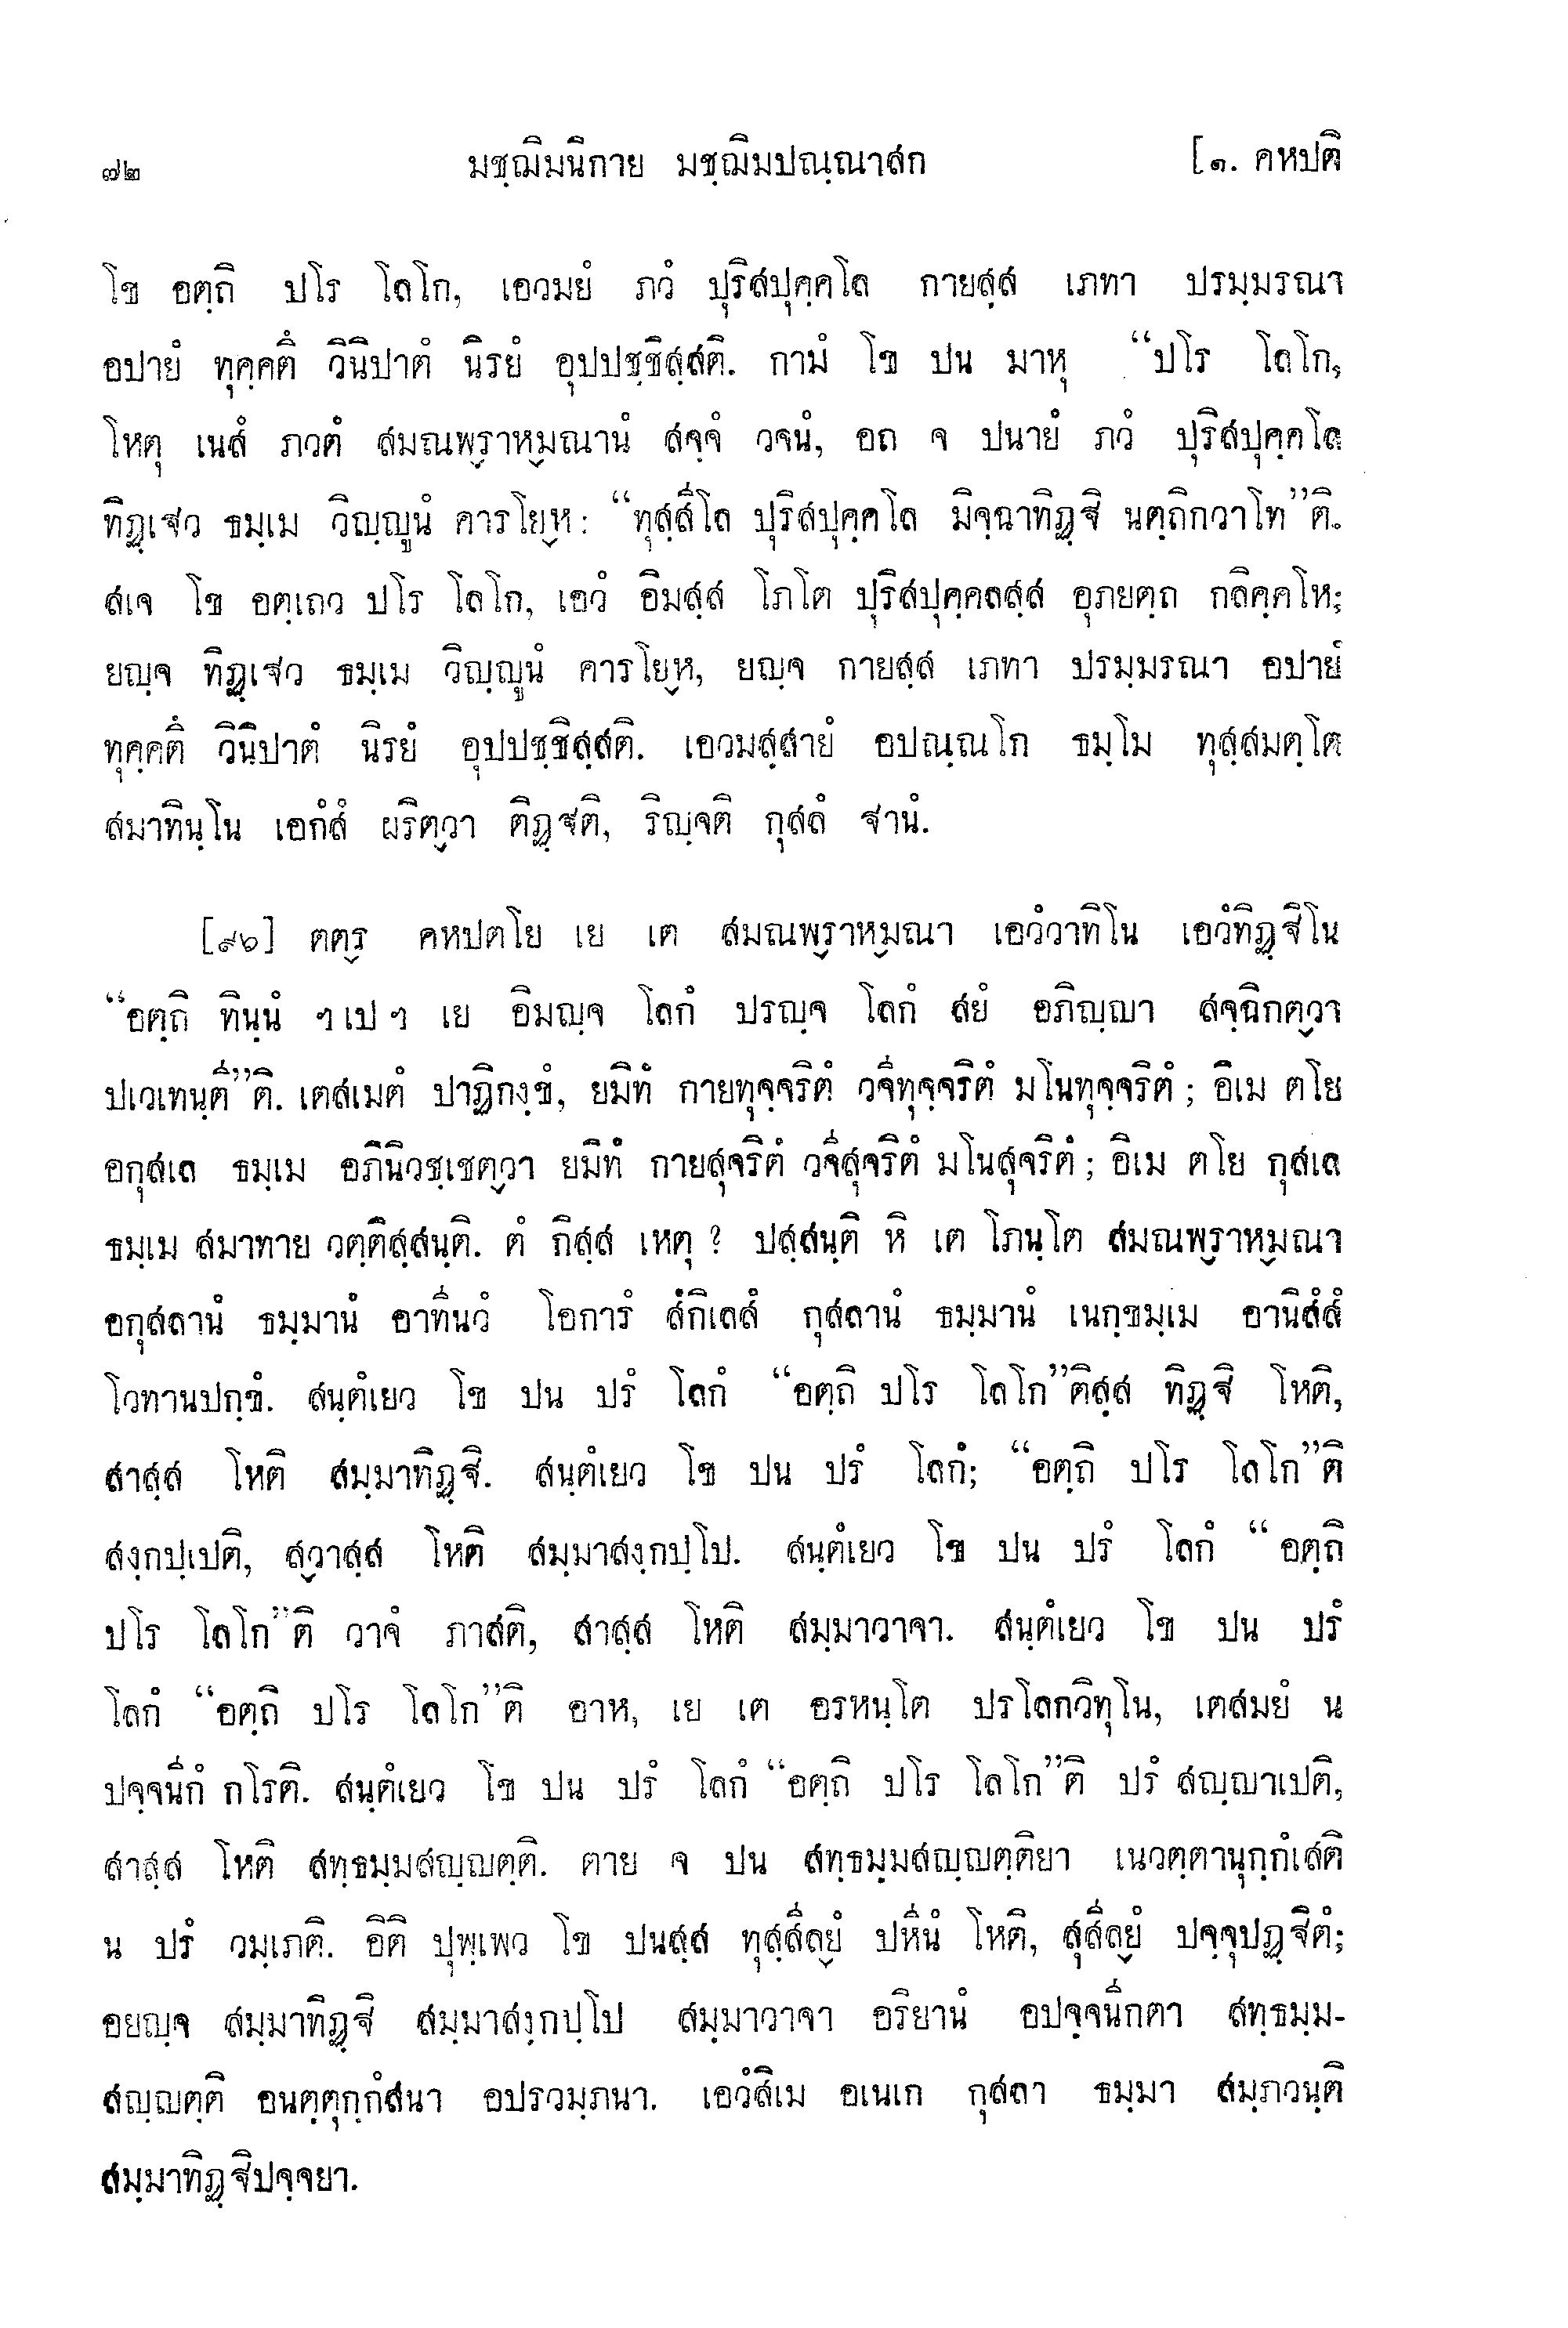 ๗๒ มชฺฌิมนิกาย มชฺฌิมปณฺณาสก [๑. คหปติ
โข อตฺถิ ปโร โลโก, เอวมยํ ภวํ ปุริสปุคฺคโล กายสฺส เภทา ปรมฺมรณา
อปายํ ทุคฺคตึ วินิปาตํ นิรยํ อุปปชฺชิสฺสติ. กามํ โข ปน มาหุ “ปโร โลโก,
โหตุ เนสํ ภวตํ สมณพฺราหฺมณานํ สจฺจํ วจนํ, อถ จ ปนายํ ภวํ ปุริสปุคฺคโล
ทิฏฺเฐว ธมฺเม วิญฺญูนํ คารโยฺห: “ทุสฺสีโล ปุริสปุคฺคโล มิจฺฉาทิฏฺฐิ นตฺถิกวาโท”ติ.
สเจ โข อตฺเถว ปโร โลโก, เอวํ อิมสฺส โภโต ปุริสปุคฺคลสฺส อุภยตฺถ กลิคฺคโห;
ยญฺจ ทิฏฺเฐว ธมฺเม วิญฺญูนํ คารโยฺห, ยญฺจ กายสฺส เภทา ปรมฺมรณา อปายํ
ทุคฺคตึ วินิปาตํ นิรยํ อุปปชฺชิสฺสติ. เอวมสฺสายํ อปณฺณโก ธมฺโม ทุสฺสมตฺโต
สมาทินฺโน เอกํสํ ผริตฺวา ติฏฺฐติ, ริญฺจติ กุสลํ ฐานํ.
[๙๖] ตตฺร คหปตโย เย เต สมณพฺราหฺมณา เอวํวาทิโน เอวํทิฏฺฐิโน
“อตฺถิ ทินฺนํ ฯเปฯ เย อิมญฺจ โลกํ ปรญฺจ โลกํ สยํ อภิญฺญา สจฺฉิกตฺวา
ปเวเทนฺตี”ติ. เตสเมตํ ปาฏิกงฺขํ, ยมิทํ กายทุจฺจริตํ วจีทุจฺจริตํ มโนทุจฺจริตํ; อิเม ตโย
อกุสเล ธมฺเม อภินิวชฺเชตฺวา ยมิทํ กายสุจริตํ วจีสุจริตํ มโนสุจริตํ; อิเม ตโย กุสเล
ธมฺเม สมาทาย วตฺติสฺสนฺติ. ตํ กิสฺส เหตุ ? ปสฺสนฺติ หิ เต โภนฺโต สมณพฺราหฺมณา
อกุสลานํ ธมฺมานํ อาทีนวํ โอการํ สํกิเลสํ กุสลานํ ธมฺมานํ เนกฺขมฺเม อานิสํสํ
โวทานปกฺขํ. สนฺตํเยว โข ปน ปรํ โลกํ “อตฺถิ ปโร โลโก”ติสฺส ทิฏฺฐิ โหติ,
สาสฺส โหติ สมฺมาทิฏฺฐิ. สนฺตํเยว โข ปน ปรํ โลกํ; “อตฺถิ ปโร โลโก”ติ
สงฺกปฺเปติ, สฺวาสฺส โหติ สมฺมาสงฺกปฺโป. สนฺตํเยว โข ปน ปรํ โลกํ “ อตฺถิ
ปโร โลโก”ติ วาจํ ภาสติ, สาสฺส โหติ สมฺมาวาจา. สนฺตํเยว โข ปน ปรํ
โลกํ “อตฺถิ ปโร โลโก”ติ อาห, เย เต อรหนฺโต ปรโลกวิทุโน, เตสมยํ น
ปจฺจนีกํ กโรติ. สนฺตํเยว โข ปน ปรํ โลกํ “อตฺถิ ปโร โลโก”ติ ปรํ สญฺญาเปติ,
สาสฺส โหติ สทฺธมฺมสญฺญตฺติ. ตาย จ ปน สทฺธมฺมสญฺญตฺติยา เนวตฺตานุกฺกํเสติ
น ปรํ วมฺเภติ. อิติ ปุพฺเพว โข ปนสฺส ทุสฺสีลฺยํ ปหีนํ โหติ, สุสีลฺยํ ปจฺจุปฏฺฐิตํ;
อยญฺจ สมฺมาทิฏฺฐิ สมฺมาสงฺกปฺโป สมฺมาวาจา อริยานํ อปจฺจนีกตา สทฺธมฺม-
สญฺญตฺติ อนตฺตุกฺกํสนา อปรวมฺภนา. เอวํสิเม อเนเก กุสลา ธมฺมา สมฺภวนฺติ
สมฺมาทิฏฺฐิปจฺจยา.